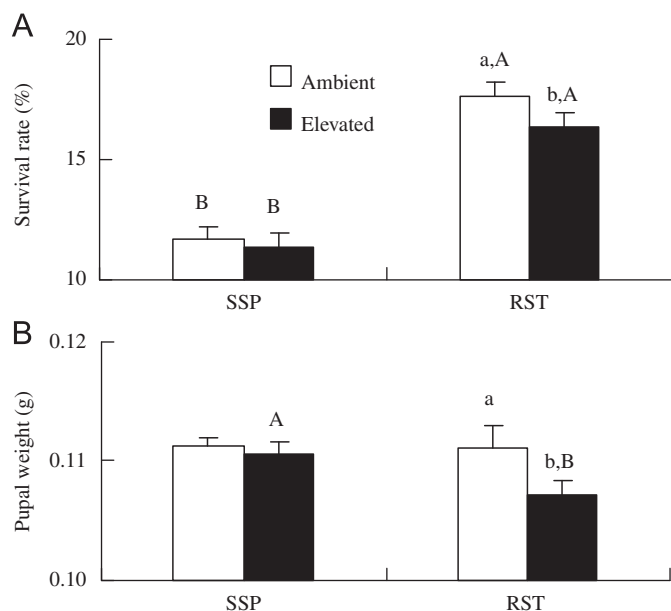 A
Survival rate (%)
20
15
10
Ambient
Elevated
B
B
a,A
b,A
SSP
RST
B
Pupal weight (g)
0.12
0.11
0.10
A
a
b,B
SSP
RST